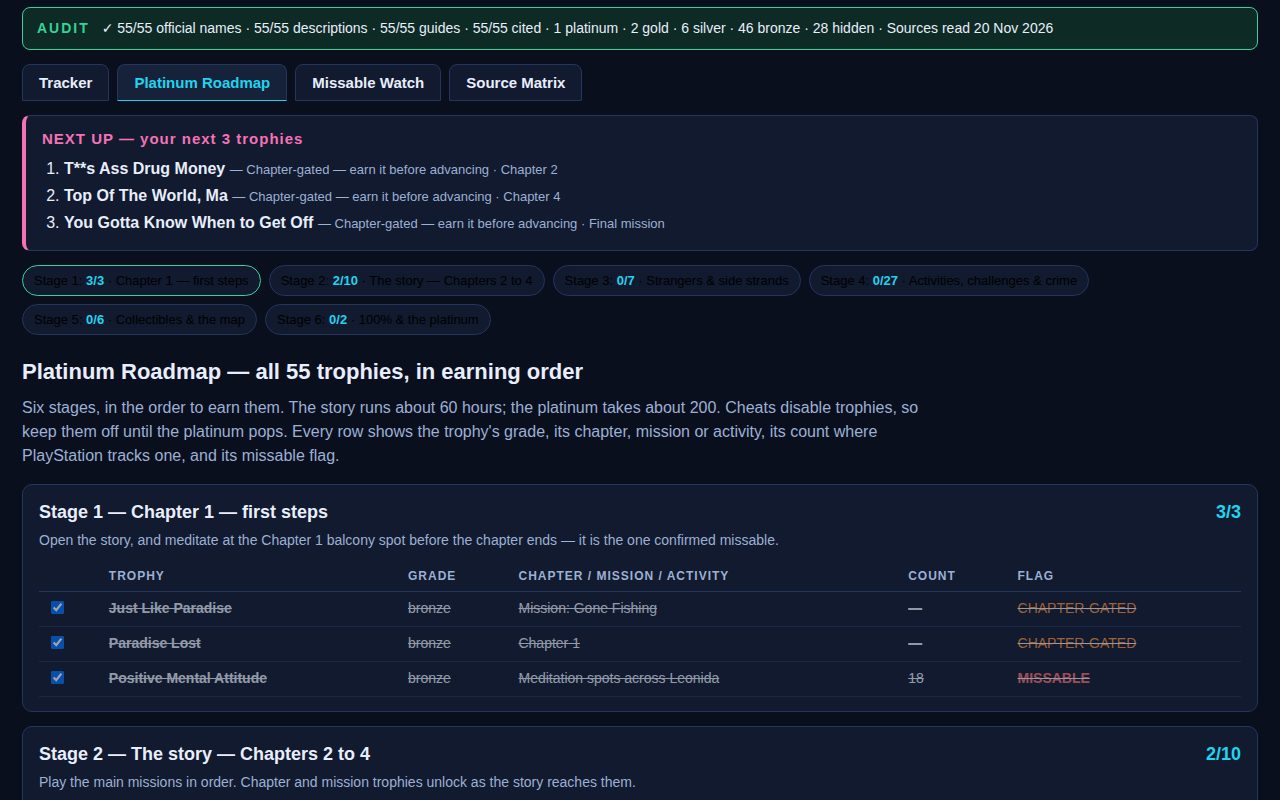 AUDIT ✓ 55/55 official names · 55/55 descriptions · 55/55 guides · 55/55 cited · 1 platinum · 2 gold · 6 silver · 46 bronze · 28 hidden · Sources read 20 Nov 2026
Tracker Platinum Roadmap Missable Watch Source Matrix
NEXT UP — your next 3 trophies
1. T**s Ass Drug Money — Chapter-gated — earn it before advancing · Chapter 2
2. Top Of The World, Ma — Chapter-gated — earn it before advancing · Chapter 4
3. You Gotta Know When to Get Off — Chapter-gated — earn it before advancing · Final mission
Stage 1: 3/3 · Chapter 1 — first steps Stage 2: 2/10 · The story — Chapters 2 to 4 Stage 3: 0/7 · Strangers & side strands Stage 4: 0/27 · Activities, challenges & crime
Stage 5: 0/6 · Collectibles & the map Stage 6: 0/2 · 100% & the platinum
Platinum Roadmap — all 55 trophies, in earning order
Six stages, in the order to earn them. The story runs about 60 hours; the platinum takes about 200. Cheats disable trophies, so
keep them off until the platinum pops. Every row shows the trophy's grade, its chapter, mission or activity, its count where
PlayStation tracks one, and its missable flag.
Stage 1 — Chapter 1 — first steps 3/3
Open the story, and meditate at the Chapter 1 balcony spot before the chapter ends — it is the one confirmed missable.
TROPHY GRADE CHAPTER / MISSION / ACTIVITY COUNT FLAG
Just Like Paradise bronze Mission: Gone Fishing — CHAPTER-GATED
Paradise Lost bronze Chapter 1 — CHAPTER-GATED
Positive Mental Attitude bronze Meditation spots across Leonida 18 MISSABLE
Stage 2 — The story — Chapters 2 to 4 2/10
Play the main missions in order. Chapter and mission trophies unlock as the story reaches them.